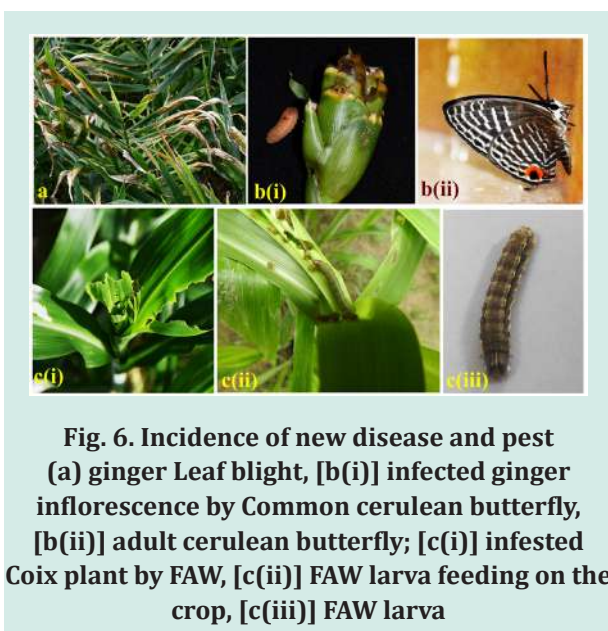 a
b(i)
b(ii)
c(i)
c(ii)
c(iii)
Fig. 6. Incidence of new disease and pest
(a) ginger Leaf blight, [b(i)] infected ginger
inflorescence by Common cerulean butterfly,
[b(ii)] adult cerulean butterfly; [c(i)] infested
Coix plant by FAW, [c(ii)] FAW larva feeding on the
crop, [c(iii)] FAW larva